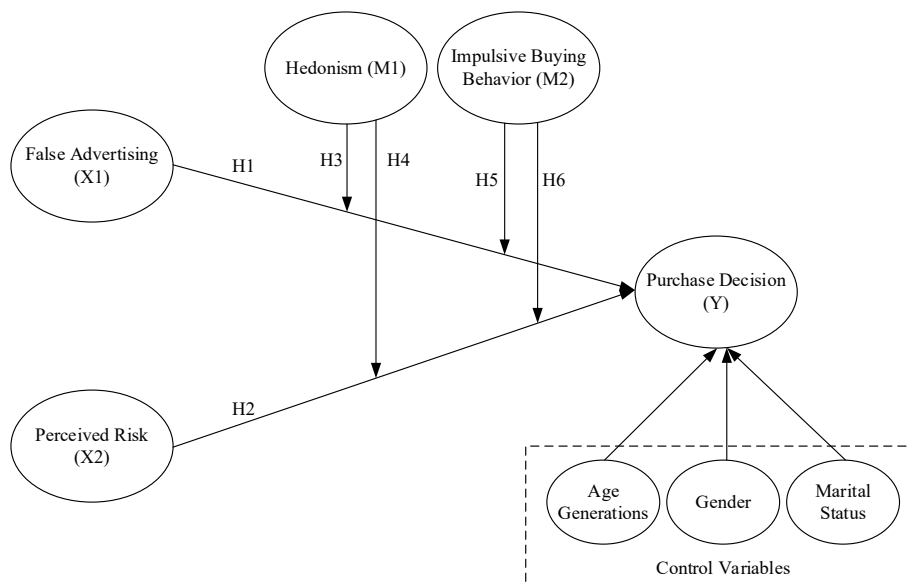 Hedonism (M1)
Impulsive Buying
Behavior (M2)
False Advertising
(X1)
H1
H3
H4
H5
H6
Purchase Decision
(Y)
H2
Perceived Risk
(X2)
Age
Generations
Gender
Marital
Status
Control Variables